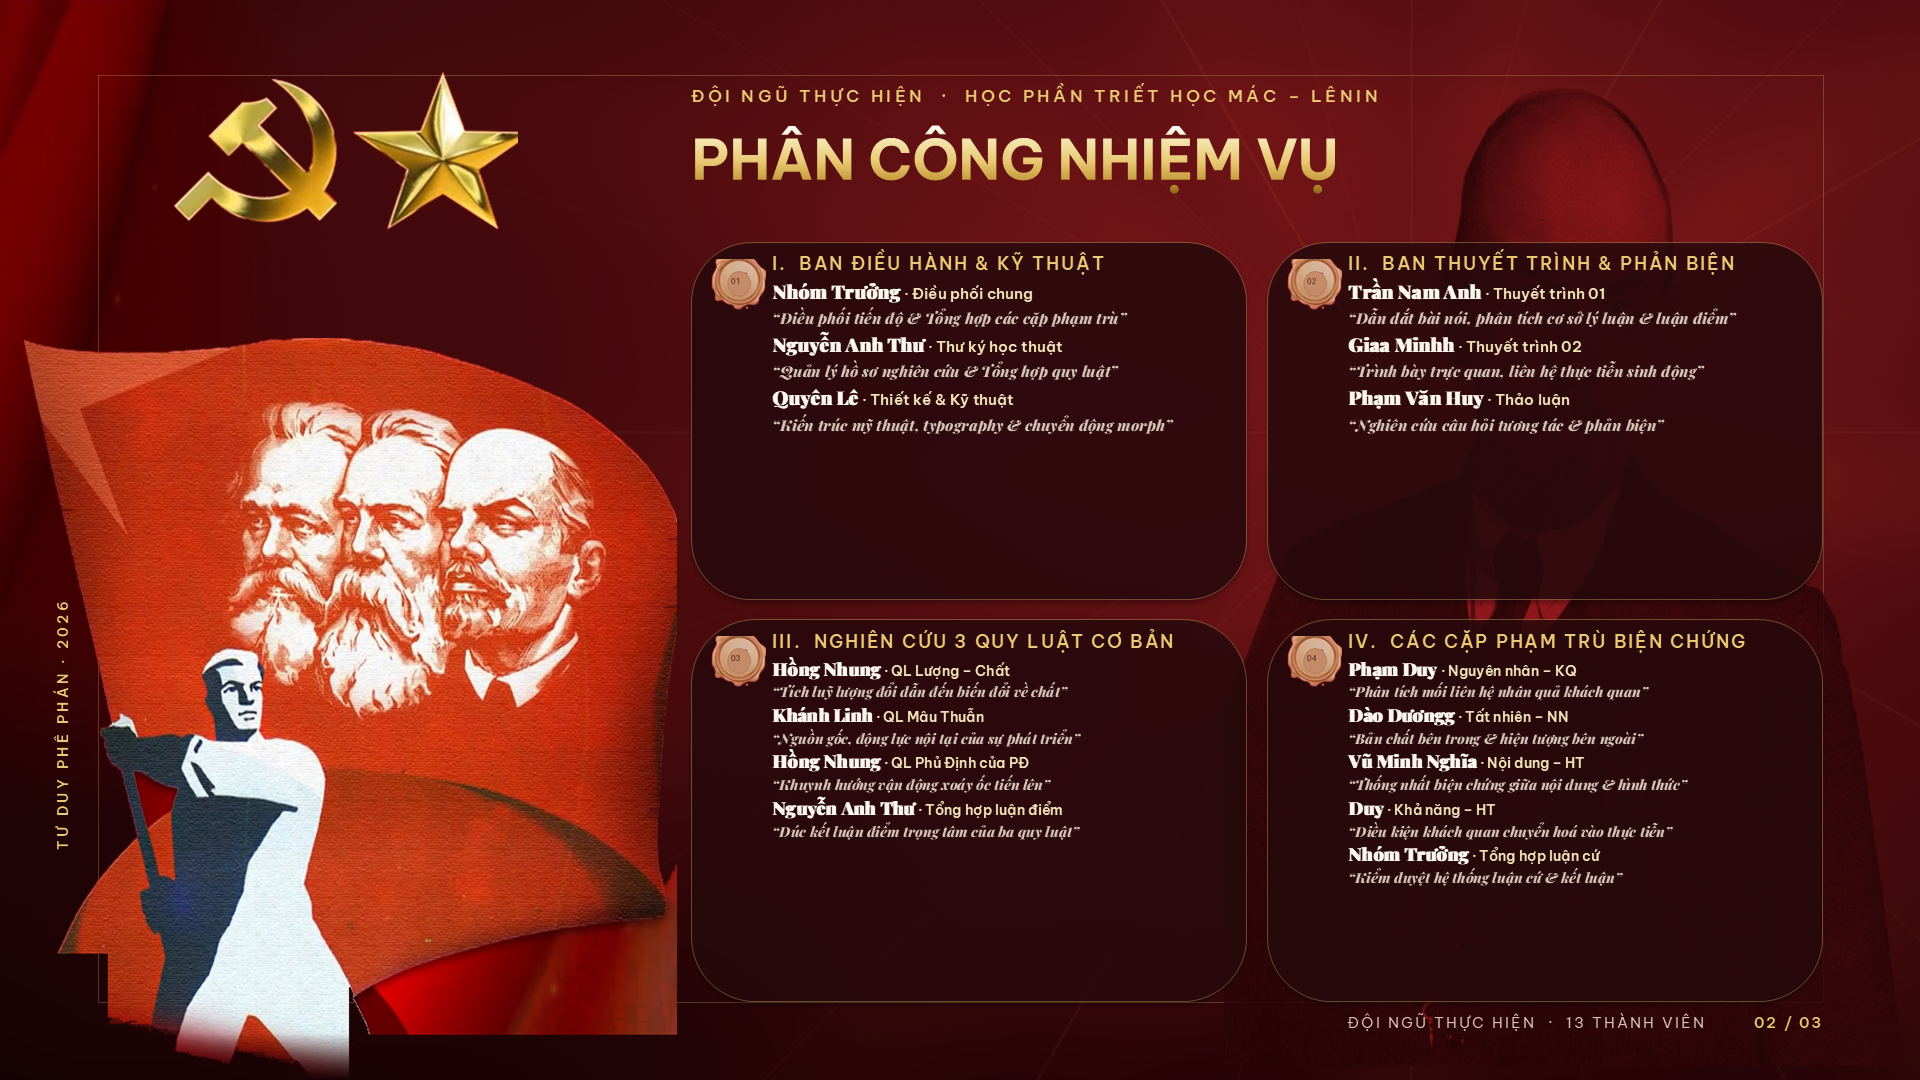 ĐỘI NGŨ THỰC HIỆN · HỌC PHẦN TRIẾT HỌC MÁC – LÊNIN
PHÂN CÔNG NHIỆM VỤ
01
I. BAN ĐIỀU HÀNH & KỸ THUẬT
Nhóm Trưởng · Điều phối chung
“Điều phối tiến độ & Tổng hợp các cặp phạm trù”
Nguyễn Anh Thư · Thư ký học thuật
“Quản lý hồ sơ nghiên cứu & Tổng hợp quy luật”
Quyên Lê · Thiết kế & Kỹ thuật
“Kiến trúc mỹ thuật, typography & chuyển động morph”
02
II. BAN THUYẾT TRÌNH & PHẢN BIỆN
Trần Nam Anh · Thuyết trình 01
“Dẫn dắt bài nói, phân tích cơ sở lý luận & luận điểm”
Giaa Minhh · Thuyết trình 02
“Trình bày trực quan, liên hệ thực tiễn sinh động”
Phạm Văn Huy · Thảo luận
“Nghiên cứu câu hỏi tương tác & phản biện”
03
III. NGHIÊN CỨU 3 QUY LUẬT CƠ BẢN
Hồng Nhung · QL Lượng – Chất
“Tích luỹ lượng đổi dẫn đến biến đổi về chất”
Khánh Linh · QL Mâu Thuẫn
“Nguồn gốc, động lực nội tại của sự phát triển”
Hồng Nhung · QL Phủ Định của PĐ
“Khuynh hướng vận động xoáy ốc tiến lên”
Nguyễn Anh Thư · Tổng hợp luận điểm
“Đúc kết luận điểm trọng tâm của ba quy luật”
04
IV. CÁC CẶP PHẠM TRÙ BIỆN CHỨNG
Phạm Duy · Nguyên nhân – KQ
“Phân tích mối liên hệ nhân quả khách quan”
Đào Dươngg · Tất nhiên – NN
“Bản chất bên trong & hiện tượng bên ngoài”
Vũ Minh Nghĩa · Nội dung – HT
“Thống nhất biện chứng giữa nội dung & hình thức”
Duy · Khả năng – HT
“Điều kiện khách quan chuyển hoá vào thực tiễn”
Nhóm Trưởng · Tổng hợp luận cứ
“Kiểm duyệt hệ thống luận cứ & kết luận”
TƯ DUY PHÊ PHÁN · 2026
ĐỘI NGŨ THỰC HIỆN · 13 THÀNH VIÊN
02 / 03